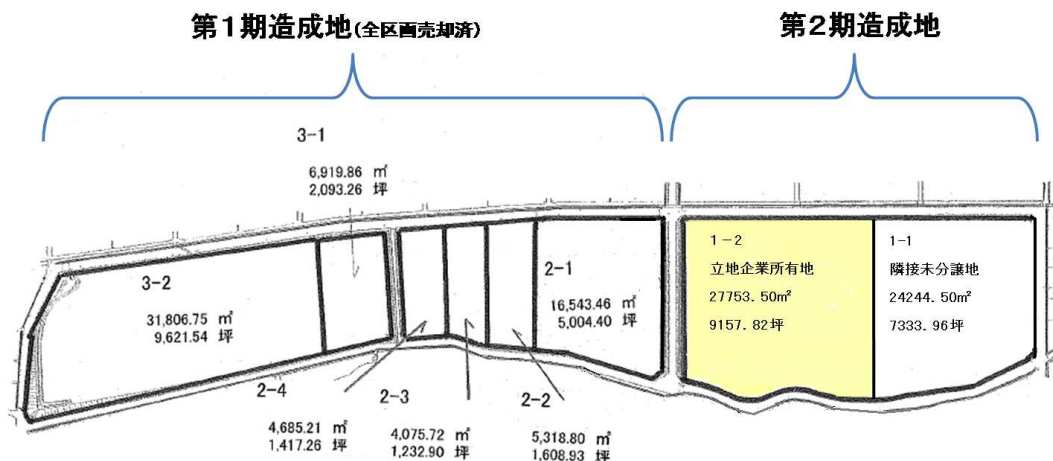 第1期造成地(全区画売却済)
第2期造成地
3-1
6,919.86 ㎡
2,093.26 坪
3-2
31,806.75 ㎡
9,621.54 坪
2-1
16,543.46 ㎡
5,004.40 坪
1-2
立地企業所有地
27753.50㎡
9157.82坪
1-1
隣接未分譲地
24244.50㎡
7333.96坪
2-4
4,685.21 ㎡
1,417.26 坪
2-3
4,075.72 ㎡
1,232.90 坪
2-2
5,318.80 ㎡
1,608.93 坪